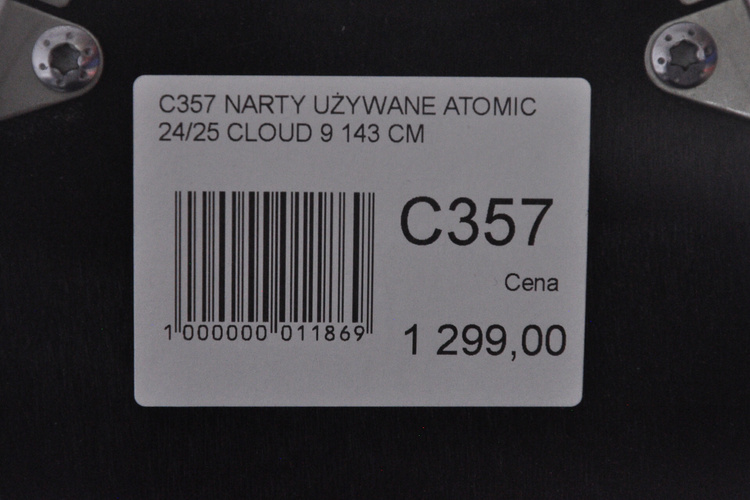 C357 NARTY UŻYWANE ATOMIC
24/25 CLOUD 9 143 CM
C357
Cena
1 299,00
1 000000 011869